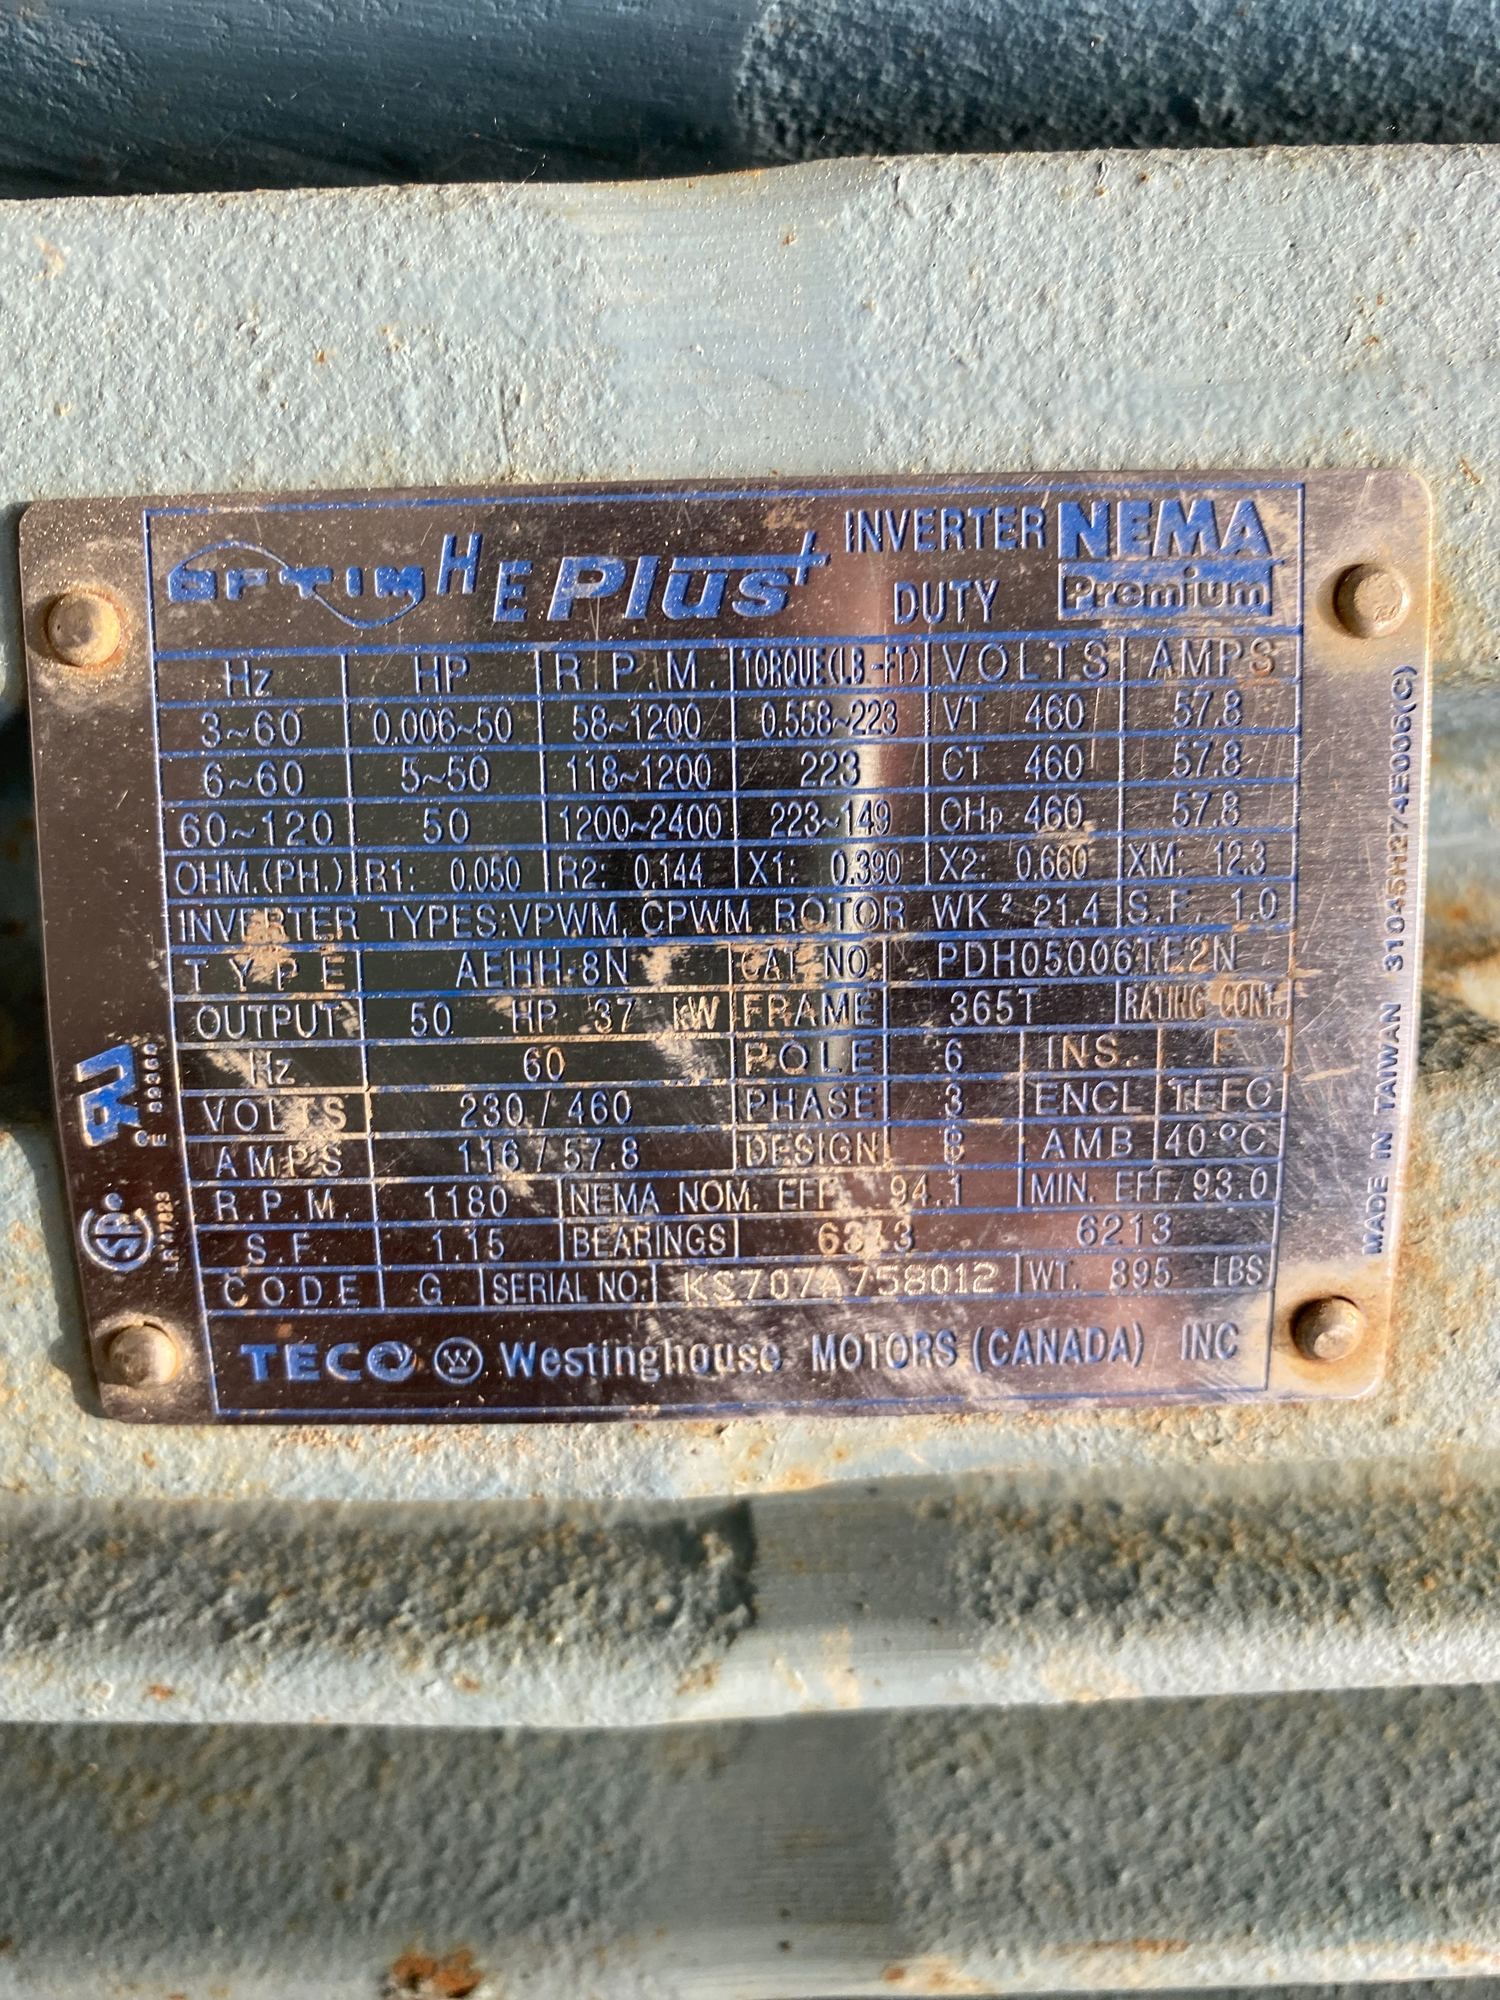 OPTIM HE Plus+ INVERTER DUTY NEMA Premium
Hz HP R.P.M. TORQUE(LB.-FT) VOLTS AMPS
3~60 0.006~50 58~1200 0.558~223 VT 460 57.8
6~60 5~50 118~1200 223 CT 460 57.8
60~120 50 1200~2400 223~149 CHP 460 57.8
OHM.(PH.) R1: 0.050 R2: 0.144 X1: 0.390 X2: 0.660 XM: 12.3
INVERTER TYPES:VPWM, CPWM ROTOR WK² 21.4 S.F. 1.0
TYPE AEHH-8N CAT. NO. PDH05006TE2N
OUTPUT 50 HP 37 kW FRAME 365T RATING CONT.
Hz 60 POLE 6 INS. F
VOLTS 230/460 PHASE 3 ENCL TEFC
AMPS 116/57.8 DESIGN AMB 40°C
R.P.M. 1180 NEMA NOM. EFF. 94.1 MIN. EFF. 93.0
S.F. 1.15 BEARINGS 6313 6213
CODE G SERIAL NO: KS707A758012 WT. 895 LBS
TECO W Westinghouse MOTORS (CANADA) INC
CE
LR47823
MADE IN TAIWAN 31045H274E006(C)